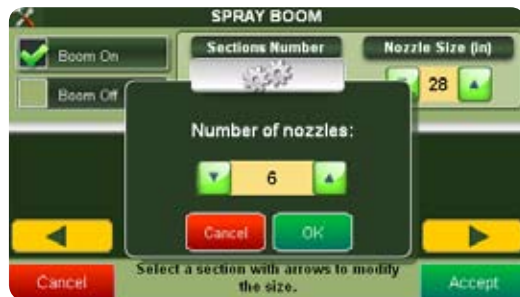 SPRAY BOOM
Boom On
Sections Number
Nozzle Size (in)
Boom Off
28
Number of nozzles:
6
Cancel
OK
Cancel
Select a section with arrows to modify
the size.
Accept